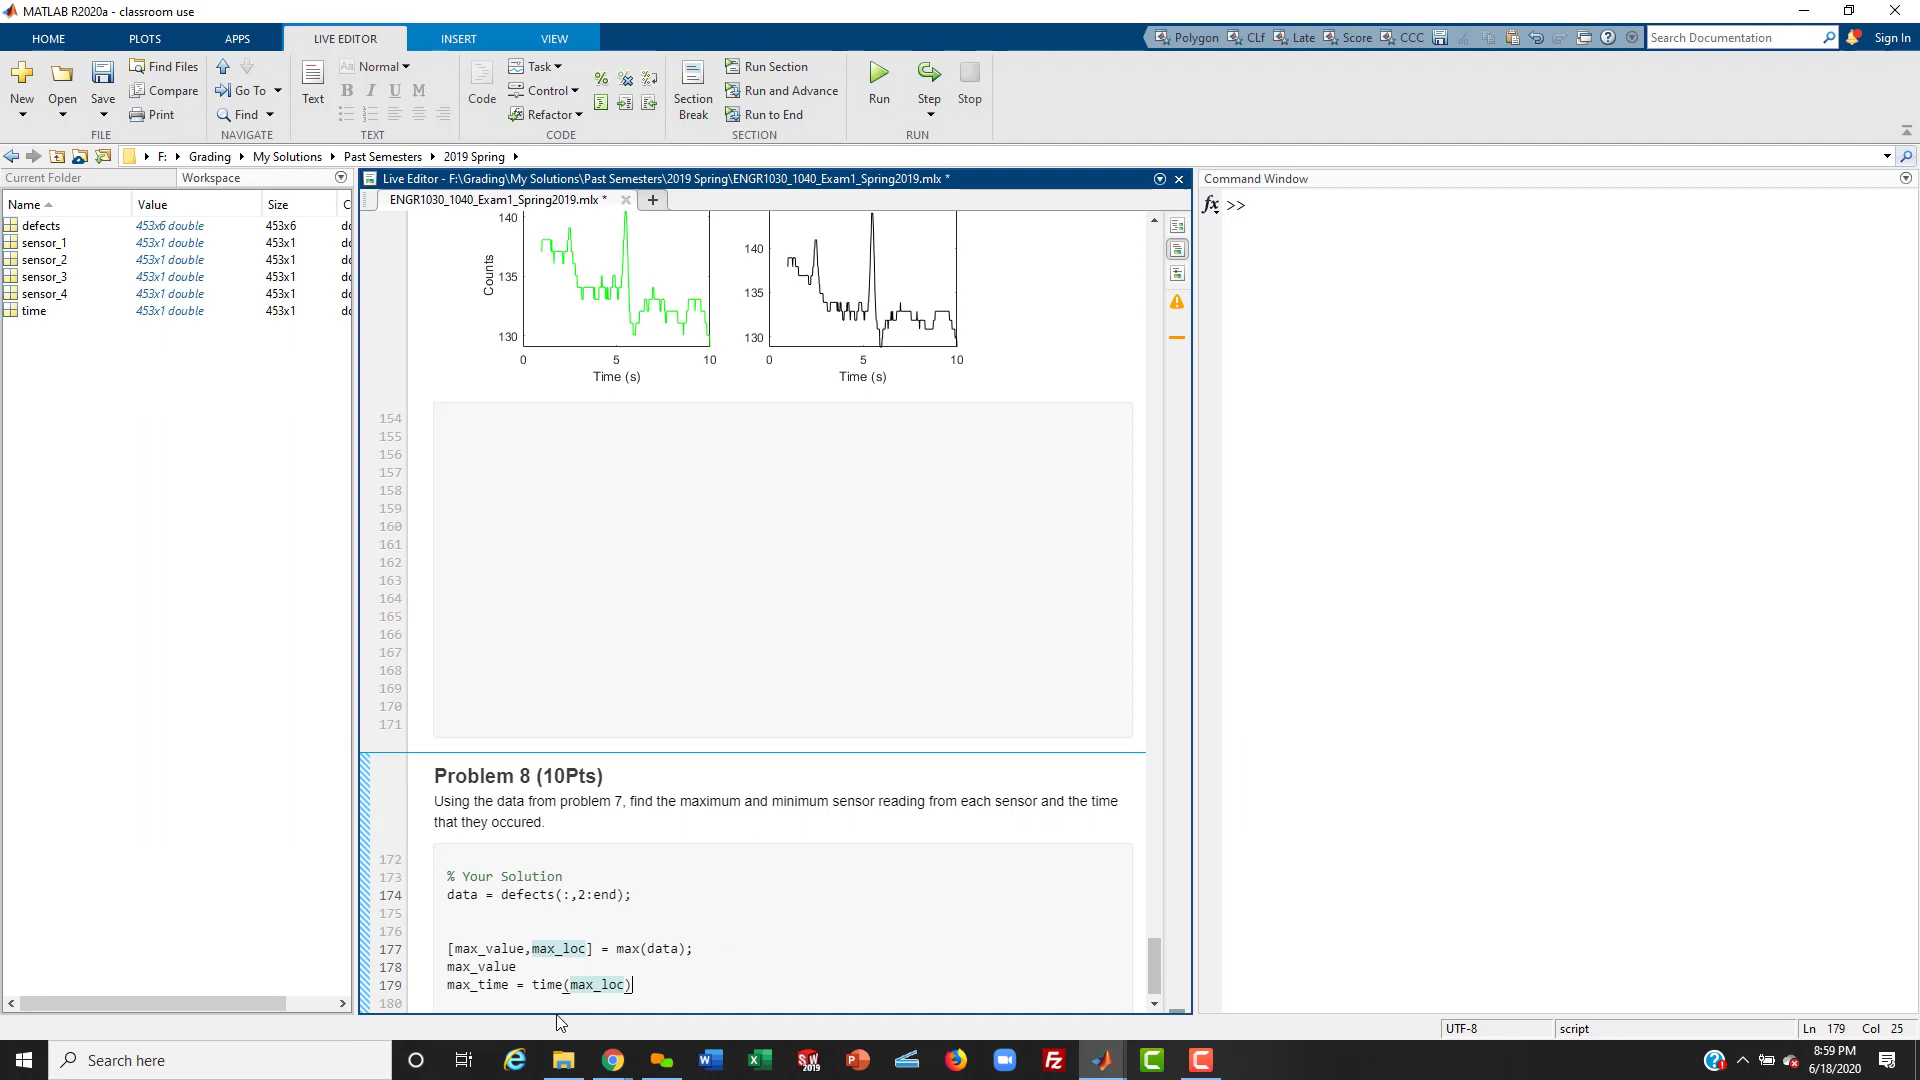 MATLAB R2020a - classroom use
HOME PLOTS APPS LIVE EDITOR INSERT VIEW
Polygon CLf Late Score CCC Search Documentation Sign In
New Open Save Find Files Compare Print
FILE
Go To Find
NAVIGATE
Text Aa Normal B I U M
TEXT
Code Task Control Refactor
CODE
Section Break Run Section Run and Advance Run to End
SECTION
Run Step Stop
RUN
F: Grading My Solutions Past Semesters 2019 Spring
Current Folder Workspace
Name Value Size C
defects 453x6 double 453x6 do
sensor_1 453x1 double 453x1 do
sensor_2 453x1 double 453x1 do
sensor_3 453x1 double 453x1 do
sensor_4 453x1 double 453x1 do
time 453x1 double 453x1 do
Live Editor - F:\Grading\My Solutions\Past Semesters\2019 Spring\ENGR1030_1040_Exam1_Spring2019.mlx *
ENGR1030_1040_Exam1_Spring2019.mlx * +
Counts
140
135
130
0 5 10
Time (s)
140
135
130
0 5 10
Time (s)
154
155
156
157
158
159
160
161
162
163
164
165
166
167
168
169
170
171
Problem 8 (10Pts)
Using the data from problem 7, find the maximum and minimum sensor reading from each sensor and the time
that they occured.
172
173 % Your Solution
174 data = defects(:,2:end);
175
176
177 [max_value,max_loc] = max(data);
178 max_value
179 max_time = time(max_loc)
180
Command Window
fx >>
UTF-8 script Ln 179 Col 25
Search here
8:59 PM
6/18/2020